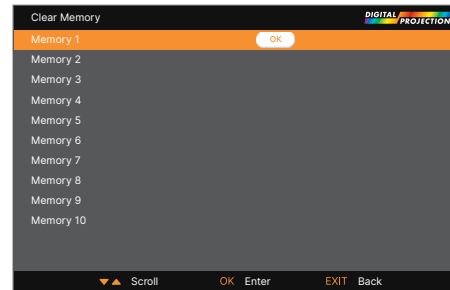 Clear Memory
DIGITAL PROJECTION
Memory 1 OK
Memory 2
Memory 3
Memory 4
Memory 5
Memory 6
Memory 7
Memory 8
Memory 9
Memory 10
Scroll OK Enter EXIT Back